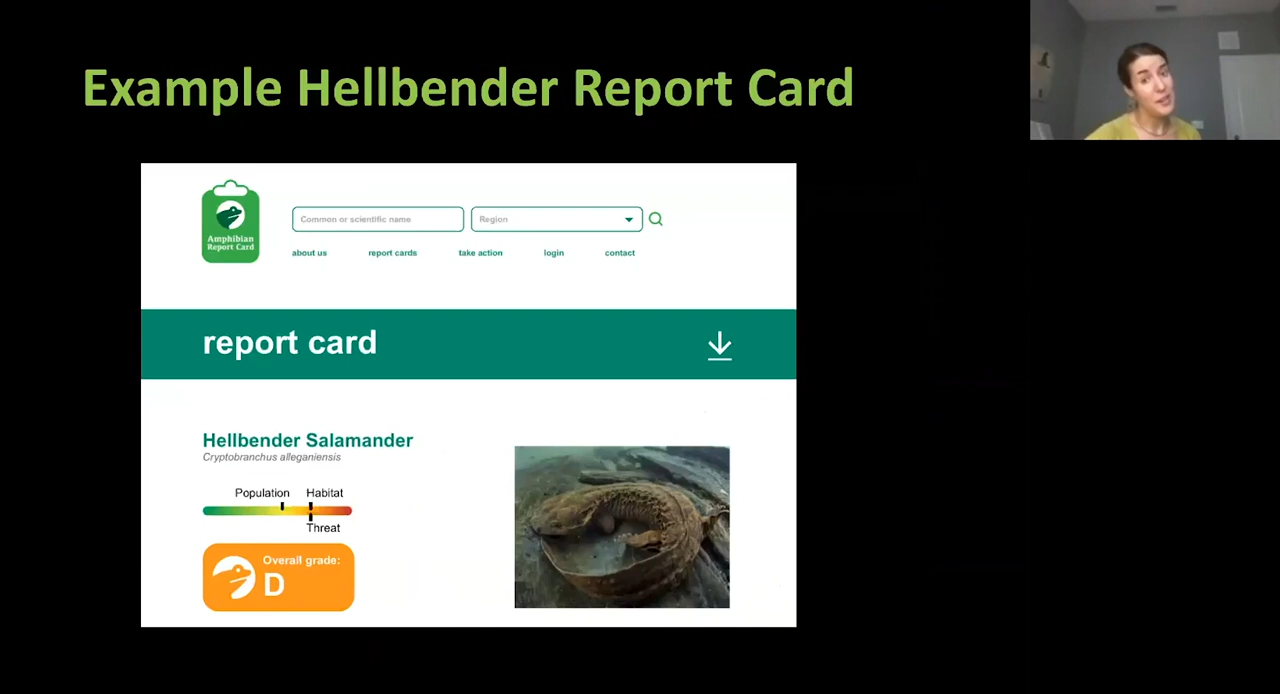 Example Hellbender Report Card
Amphibian
Report Card
Common or scientific name
Region
about us
report cards
take action
login
contact
report card
Hellbender Salamander
Cryptobranchus alleganiensis
Population
Habitat
Threat
Overall grade:
D